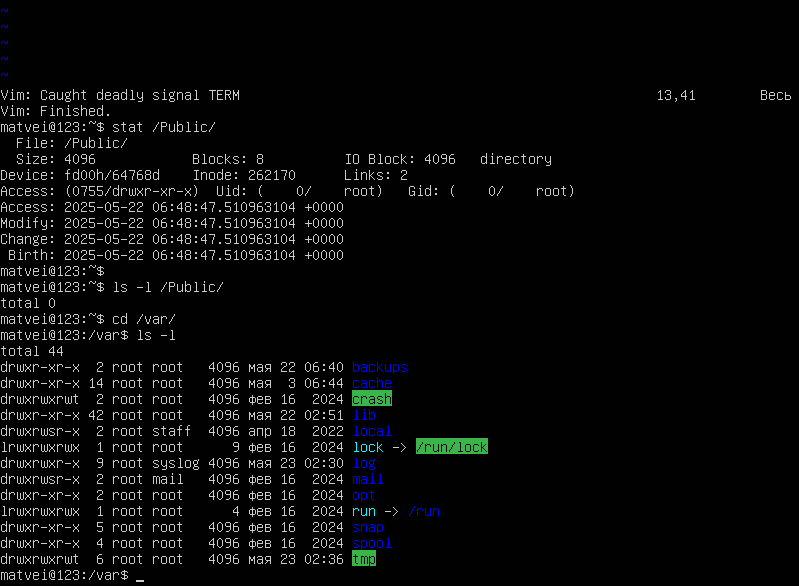 ~
~
~
~
~
Vim: Caught deadly signal TERM 13,41 Весь
Vim: Finished.
matvei@123:~$ stat /Public/
File: /Public/
Size: 4096 Blocks: 8 IO Block: 4096 directory
Device: fd00h/64768d Inode: 262170 Links: 2
Access: (0755/drwxr-xr-x) Uid: ( 0/ root) Gid: ( 0/ root)
Access: 2025-05-22 06:48:47.510963104 +0000
Modify: 2025-05-22 06:48:47.510963104 +0000
Change: 2025-05-22 06:48:47.510963104 +0000
Birth: 2025-05-22 06:48:47.510963104 +0000
matvei@123:~$
matvei@123:~$ ls -l /Public/
total 0
matvei@123:~$ cd /var/
matvei@123:/var$ ls -l
total 44
drwxr-xr-x 2 root root 4096 мая 22 06:40 backups
drwxr-xr-x 14 root root 4096 мая 3 06:44 cache
drwxrwxrwt 2 root root 4096 фев 16 2024 crash
drwxr-xr-x 42 root root 4096 мая 22 02:51 lib
drwxrwsr-x 2 root staff 4096 апр 18 2022 local
lrwxrwxrwx 1 root root 9 фев 16 2024 lock -> /run/lock
drwxrwxr-x 9 root syslog 4096 мая 23 02:30 log
drwxrwsr-x 2 root mail 4096 фев 16 2024 mail
drwxr-xr-x 2 root root 4096 фев 16 2024 opt
lrwxrwxrwx 1 root root 4 фев 16 2024 run -> /run
drwxr-xr-x 5 root root 4096 фев 16 2024 snap
drwxr-xr-x 4 root root 4096 фев 16 2024 spool
drwxrwxrwt 6 root root 4096 мая 23 02:36 tmp
matvei@123:/var$ _